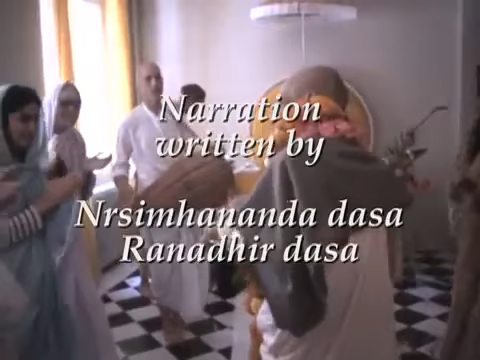 Narration
written by
Nrsimhananda dasa
Ranadhir dasa